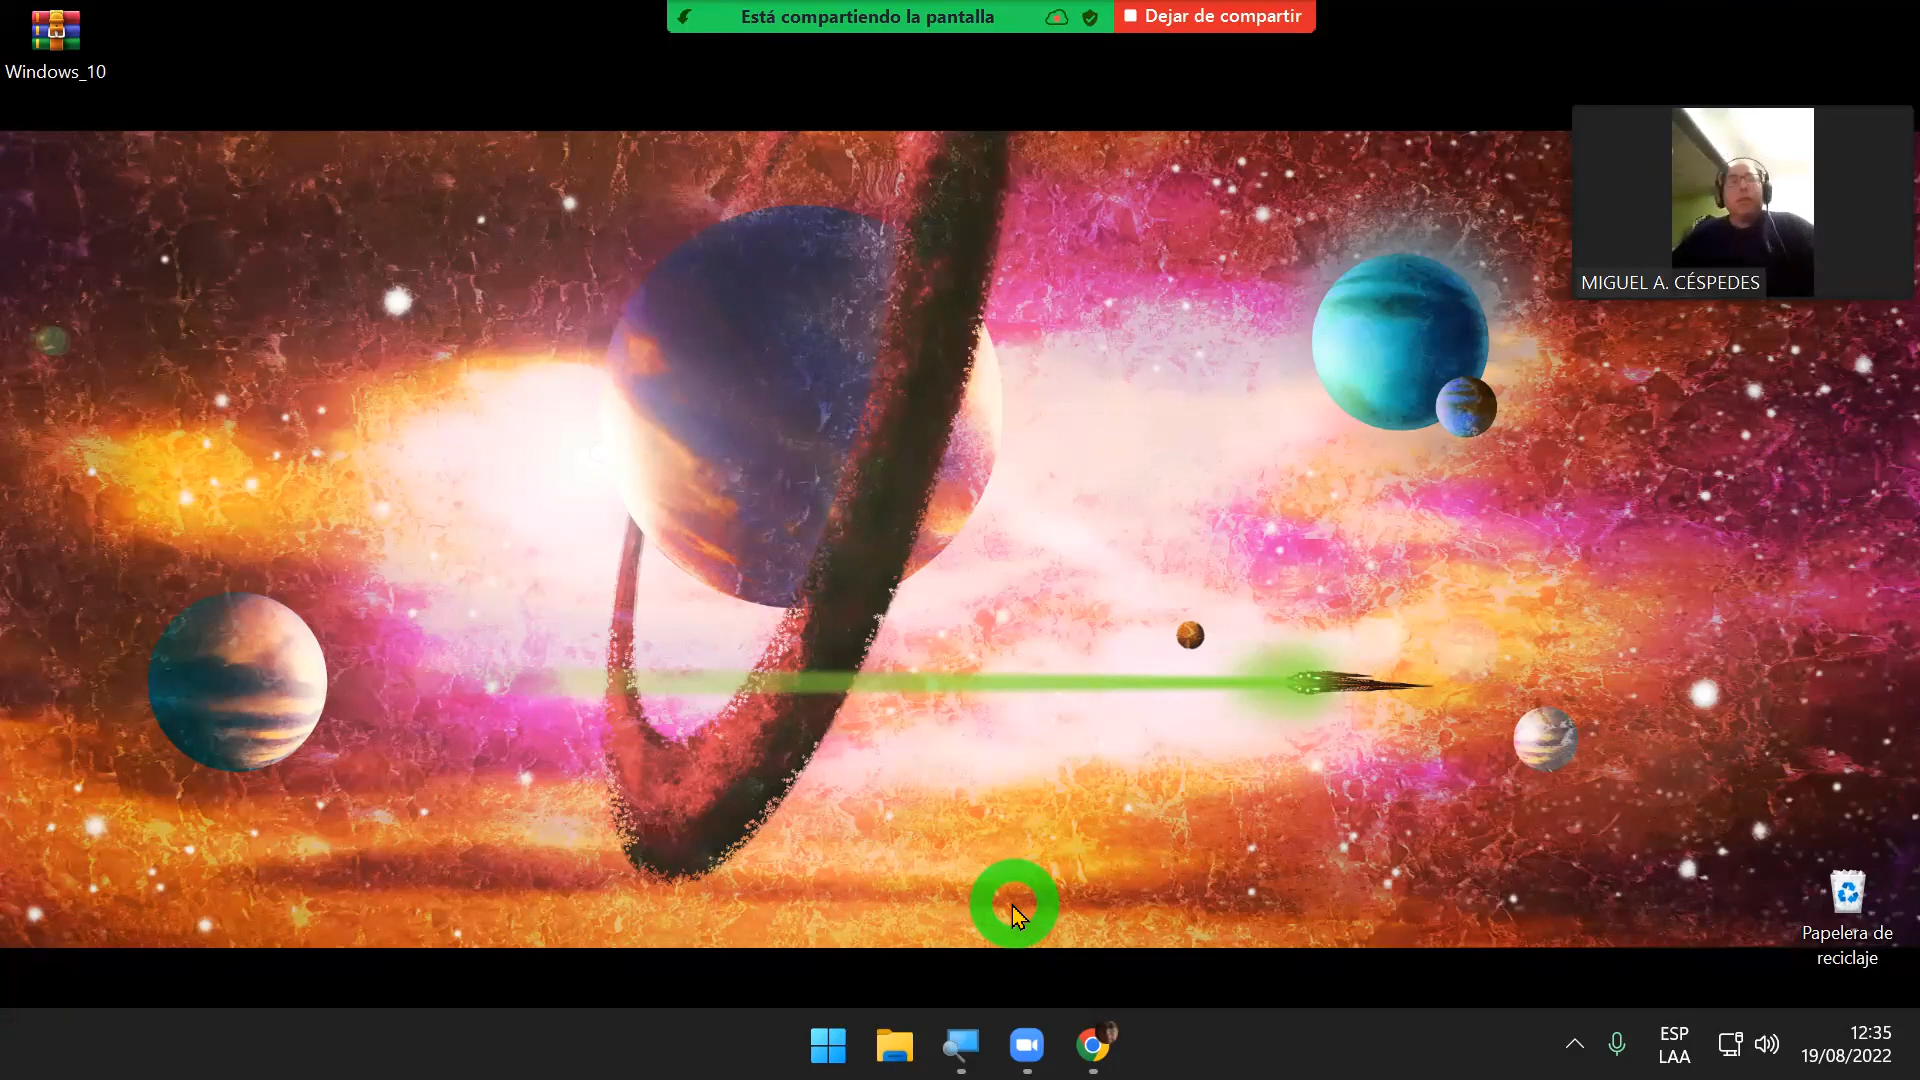 Está compartiendo la pantalla
Dejar de compartir
Windows_10
MIGUEL A. CÉSPEDES
Papelera de
reciclaje
ESP
LAA
12:35
19/08/2022